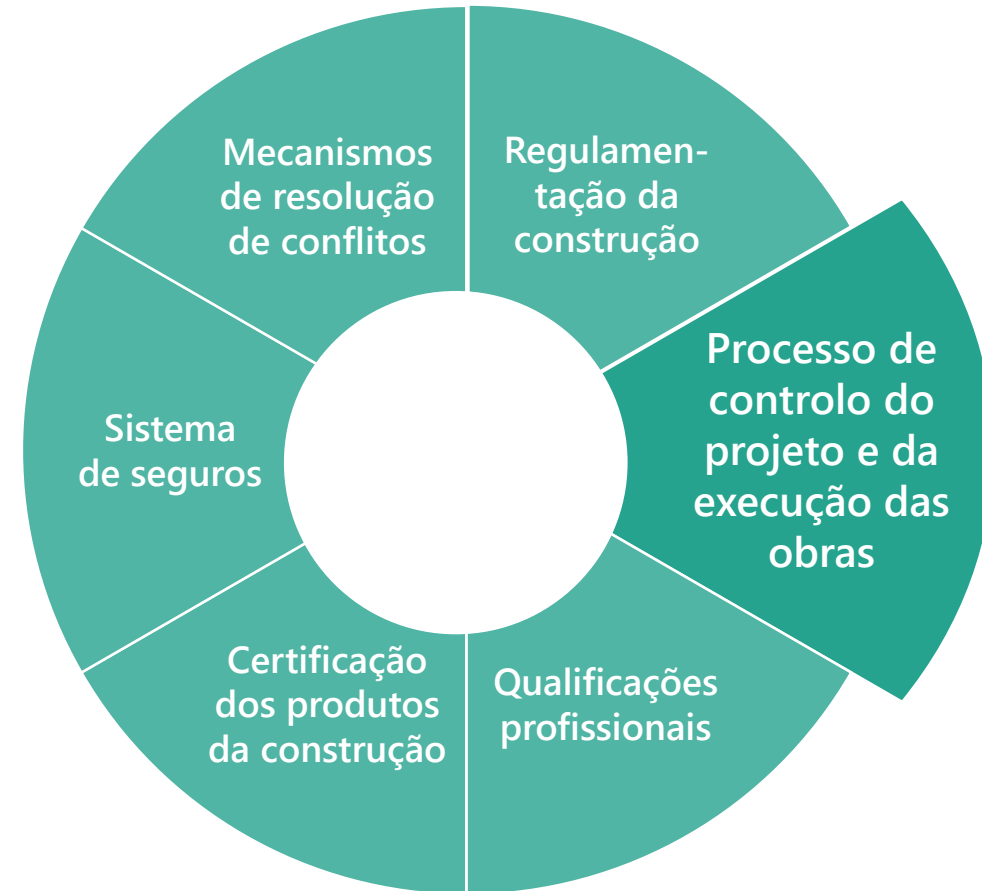 Mecanismos
de resolução
de conflitos
Regulamen-
tação da
construção
Processo de
controlo do
projeto e da
execução das
obras
Qualificações
profissionais
Certificação
dos produtos
da construção
Sistema
de seguros